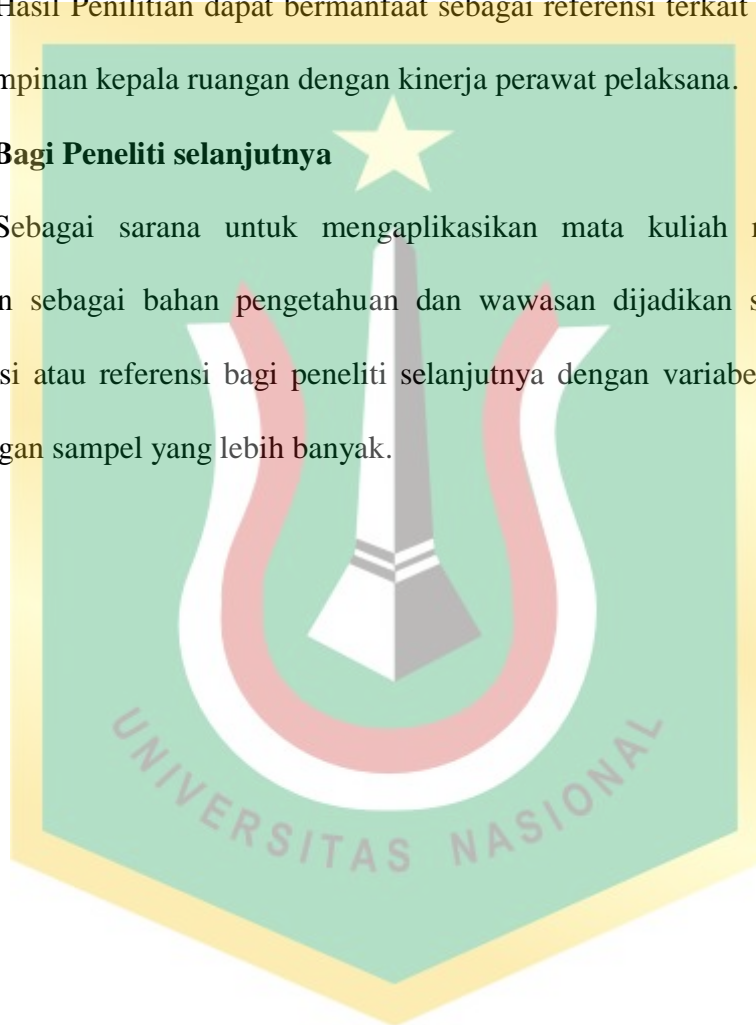 Hasil Penilitian dapat bermanfaat sebagai referensi terkait
mpinan kepala ruangan dengan kinerja perawat pelaksana.
Bagi Peneliti selanjutnya
Sebagai sarana untuk mengaplikasikan mata kuliah
n sebagai bahan pengetahuan dan wawasan dijadikan s
si atau referensi bagi peneliti selanjutnya dengan variabe
gan sampel yang lebih banyak.
UNIVERSITAS NASIONAL